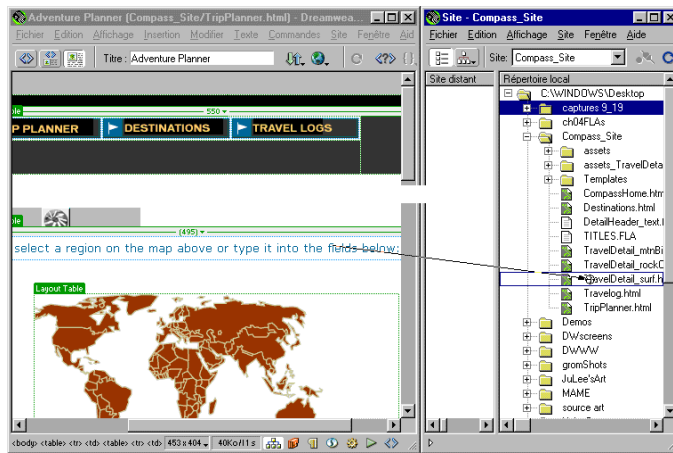 Adventure Planner (Compass_Site/TripPlanner.html) - Dreamwea...
Fichier Edition Affichage Insertion Modifier Texte Commandes Site Fenêtre Aid
Titre : Adventure Planner
550
P PLANNER DESTINATIONS TRAVEL LOGS
(495)
select a region on the map above or type it into the fields below:
Layout Table
<body> <table> <tr> <td> <table> <tr> <td> 453 x 404 40Ko/11 s
Site - Compass_Site
Fichier Edition Affichage Site Fenêtre Aide
Site: Compass_Site
Site distant Répertoire local
C:\WINDOWS\Desktop
captures 9_19
ch04FLAs
Compass_Site
assets
assets_TravelDeta
Templates
CompassHome.htm
Destinations.html
DetailHeader_text.f
TITLES.FLA
TravelDetail_mtnBi
TravelDetail_rockC
TravelDetail_surf.h
Travelog.html
TripPlanner.html
Demos
DWscreens
DWWW
gromShots
JuLee'sArt
MAME
source art